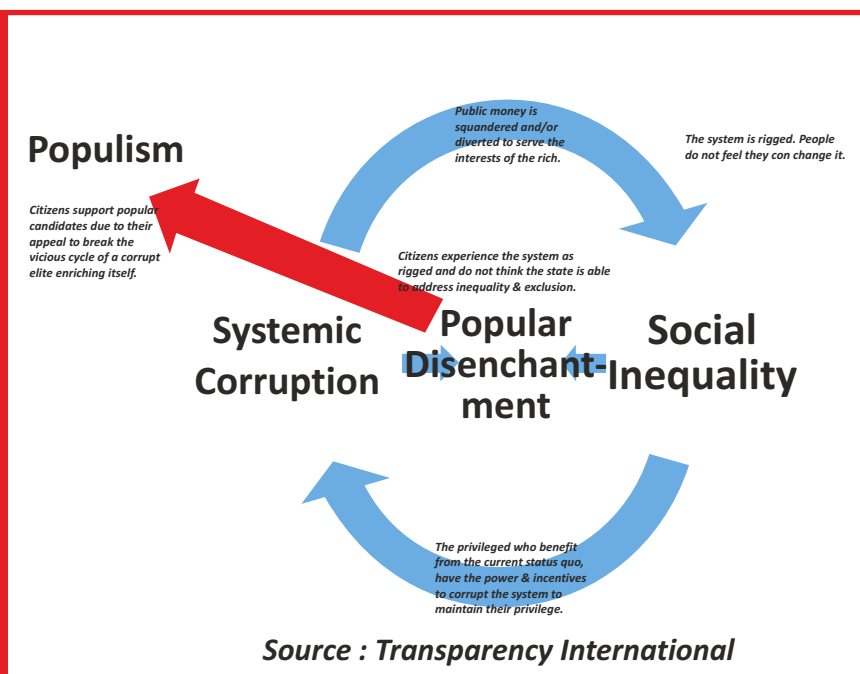 Populism
Citizens support popular
candidates due to their
appeal to break the
vicious cycle of a corrupt
elite enriching itself.
Public money is
squandered and/or
diverted to serve the
interests of the rich.
The system is rigged. People
do not feel they con change it.
Citizens experience the system as
rigged and do not think the state is able
to address inequality & exclusion.
Systemic
Corruption
Popular
Disenchant-
ment
Social
Inequality
The privileged who benefit
from the current status quo,
have the power & incentives
to corrupt the system to
maintain their privilege.
Source : Transparency International